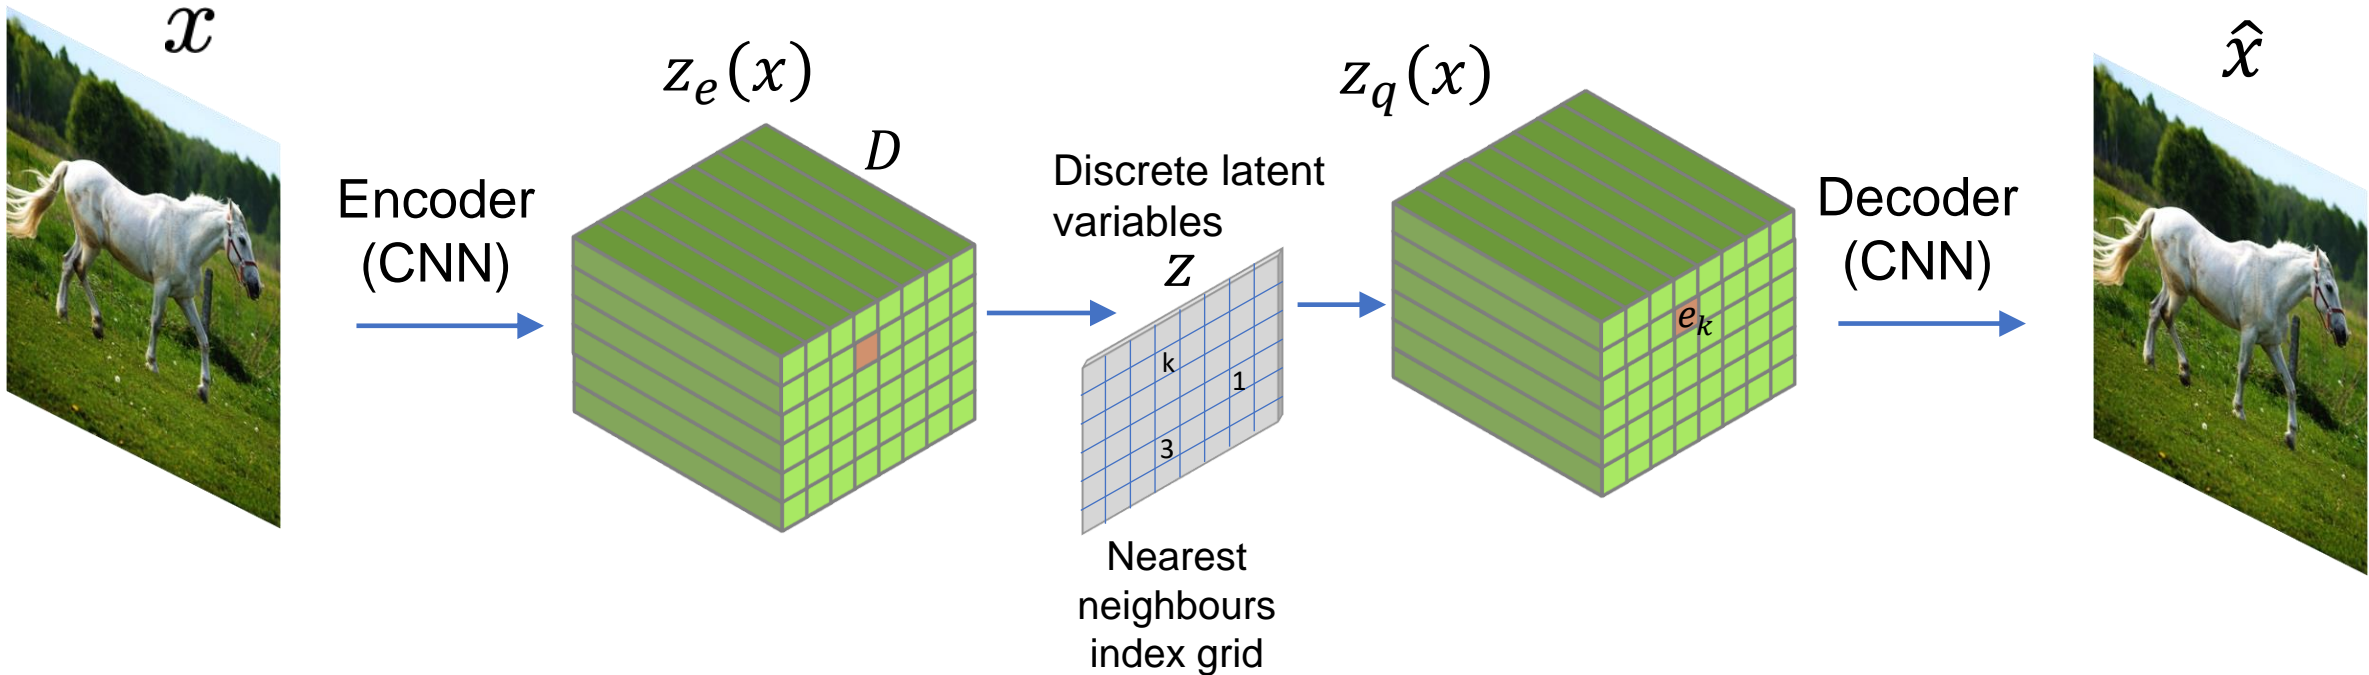 x
Encoder
(CNN)
z_e(x)
D
Discrete latent
variables
z
k
1
3
Nearest
neighbours
index grid
z_q(x)
e_k
Decoder
(CNN)
x̂